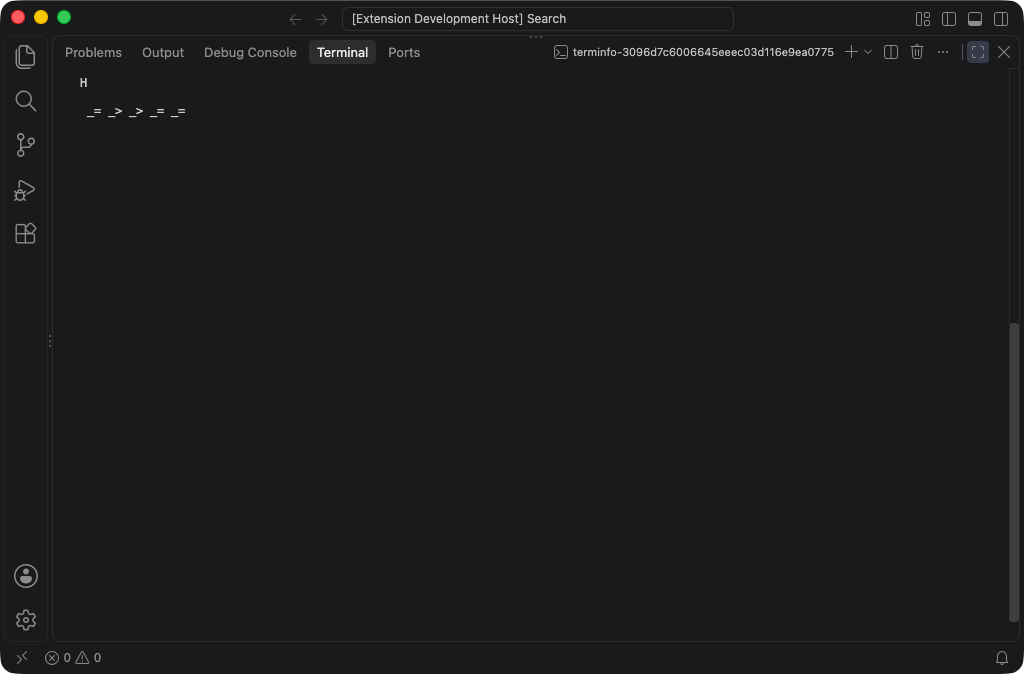 [Extension Development Host] Search
Problems Output Debug Console Terminal Ports terminfo-3096d7c6006645eeec03d116e9ea0775
H
_= _> _> _= _=
0 0